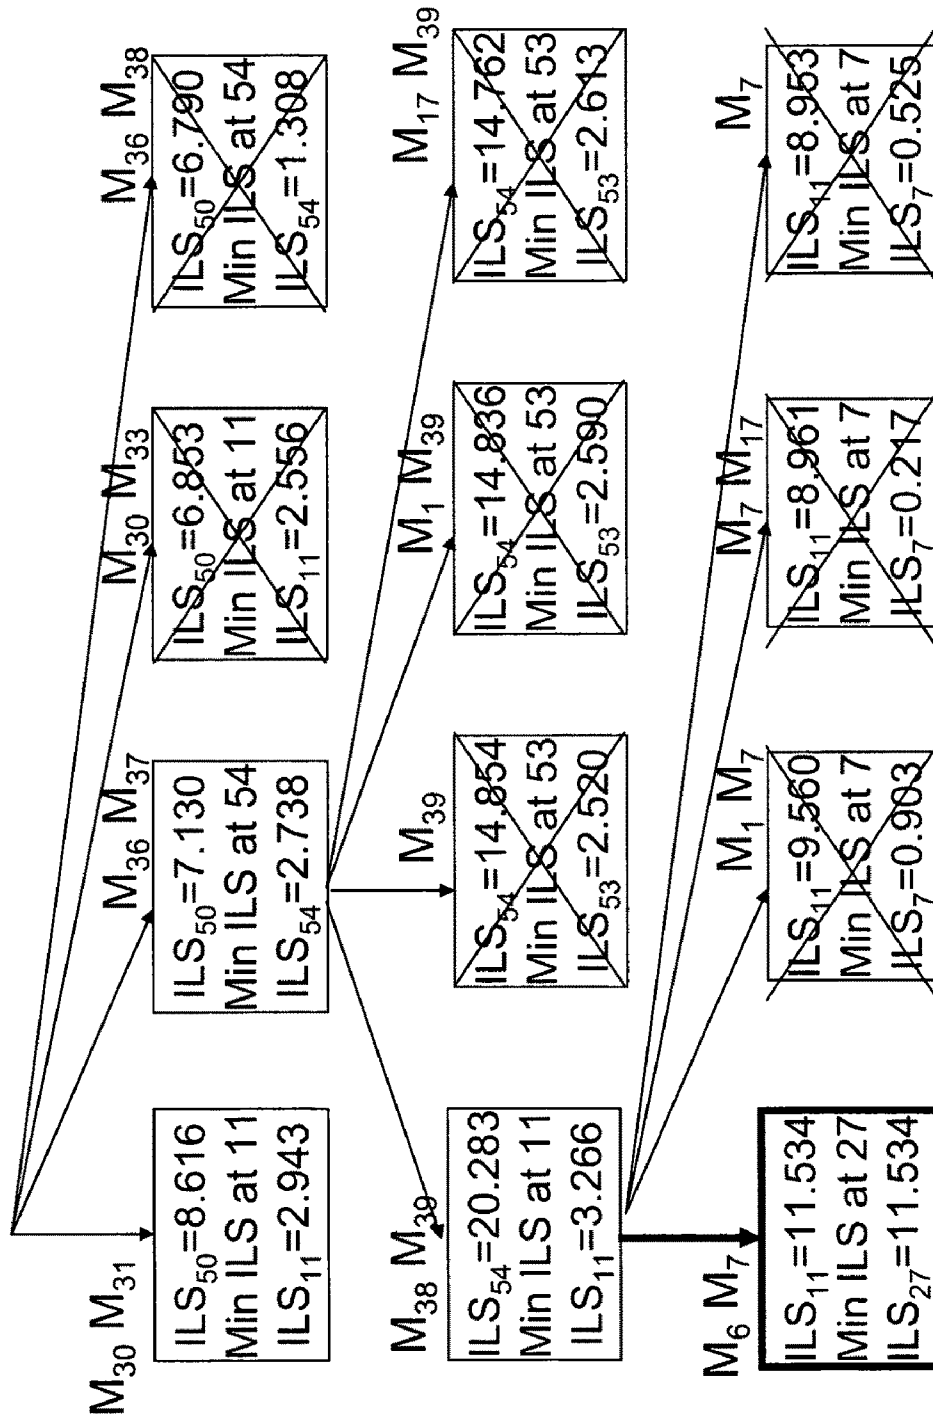 M₃₀ M₃₁
ILS₅₀=8.616
Min ILS at 11
ILS₁₁=2.943
M₃₆ M₃₇
ILS₅₀=7.130
Min ILS at 54
ILS₅₄=2.738
M₃₀ M₃₃
ILS₅₀=6.853
Min ILS at 11
ILS₁₁=2.556
M₃₆ M₃₈
ILS₅₀=6.790
Min ILS at 54
ILS₅₄=1.308
M₃₈ M₃₉
ILS₅₄=20.283
Min ILS at 11
ILS₁₁=3.266
M₃₉
ILS₅₄=14.854
Min ILS at 53
ILS₅₃=2.520
M₁ M₃₉
ILS₅₄=14.836
Min ILS at 53
ILS₅₃=2.590
M₁₇ M₃₉
ILS₅₄=14.762
Min ILS at 53
ILS₅₃=2.613
M₆ M₇
ILS₁₁=11.534
Min ILS at 27
ILS₂₇=11.534
M₁ M₇
ILS₁₁=9.560
Min ILS at 7
ILS₇=0.903
M₇ M₁₇
ILS₁₁=8.961
Min ILS at 7
ILS₇=0.217
M₇
ILS₁₁=8.953
Min ILS at 7
ILS₇=0.525